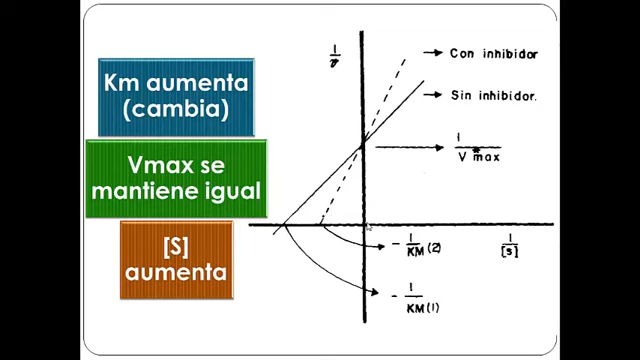 Km aumenta
(cambia)
Vmax se
mantiene igual
[S]
aumenta
1
v
Con inhibidor
Sin inhibidor.
1
V*max
- 1
KM(2)
1
[s]
- 1
KM(1)